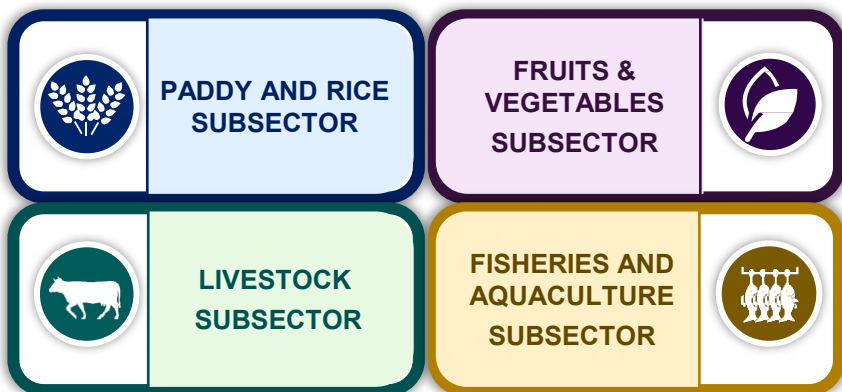 PADDY AND RICE
SUBSECTOR
FRUITS &
VEGETABLES
SUBSECTOR
LIVESTOCK
SUBSECTOR
FISHERIES AND
AQUACULTURE
SUBSECTOR